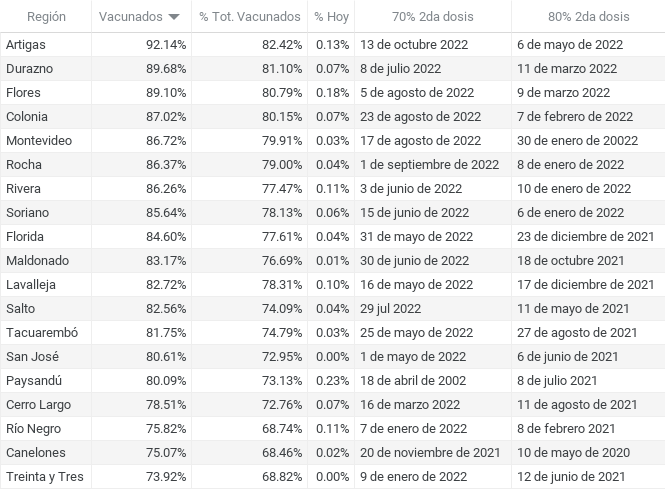 Región Vacunados % Tot. Vacunados % Hoy 70% 2da dosis 80% 2da dosis
Artigas 92.14% 82.42% 0.13% 13 de octubre 2022 6 de mayo de 2022
Durazno 89.68% 81.10% 0.07% 8 de julio 2022 11 de marzo 2022
Flores 89.10% 80.79% 0.18% 5 de agosto de 2022 9 de marzo 2022
Colonia 87.02% 80.15% 0.07% 23 de agosto de 2022 7 de febrero de 2022
Montevideo 86.72% 79.91% 0.03% 17 de agosto de 2022 30 de enero de 20022
Rocha 86.37% 79.00% 0.04% 1 de septiembre de 2022 8 de enero de 2022
Rivera 86.26% 77.47% 0.11% 3 de junio de 2022 10 de enero de 2022
Soriano 85.64% 78.13% 0.06% 15 de junio de 2022 6 de enero de 2022
Florida 84.60% 77.61% 0.04% 31 de mayo de 2022 23 de diciembre de 2021
Maldonado 83.17% 76.69% 0.01% 30 de junio de 2022 18 de octubre 2021
Lavalleja 82.72% 78.31% 0.10% 16 de mayo de 2022 17 de diciembre de 2021
Salto 82.56% 74.09% 0.04% 29 jul 2022 11 de mayo de 2021
Tacuarembó 81.75% 74.79% 0.03% 25 de mayo de 2022 27 de agosto de 2021
San José 80.61% 72.95% 0.00% 1 de mayo de 2022 6 de junio de 2021
Paysandú 80.09% 73.13% 0.23% 18 de abril de 2002 8 de julio 2021
Cerro Largo 78.51% 72.76% 0.07% 16 de marzo 2022 11 de agosto de 2021
Río Negro 75.82% 68.74% 0.11% 7 de enero de 2022 8 de febrero 2021
Canelones 75.07% 68.46% 0.02% 20 de noviembre de 2021 10 de mayo de 2020
Treinta y Tres 73.92% 68.82% 0.00% 9 de enero de 2022 12 de junio de 2021